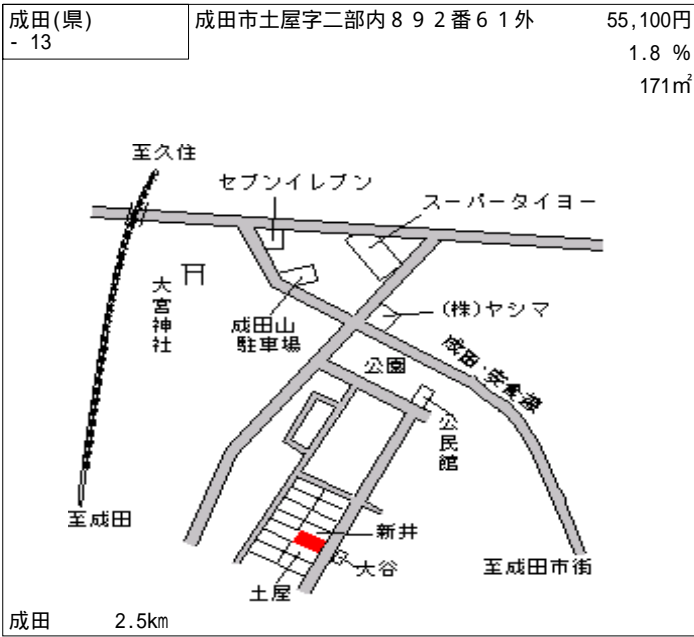 成田(県)
- 13
成田市土屋字二部内８９２番６１外
55,100円
1.8 %
171㎡
至久住
セブンイレブン
スーパータイヨー
大宮神社
成田山
駐車場
(株)ヤシマ
公園
成田・安食線
公民館
至成田
新井
大谷
土屋
至成田市街
成田 2.5km